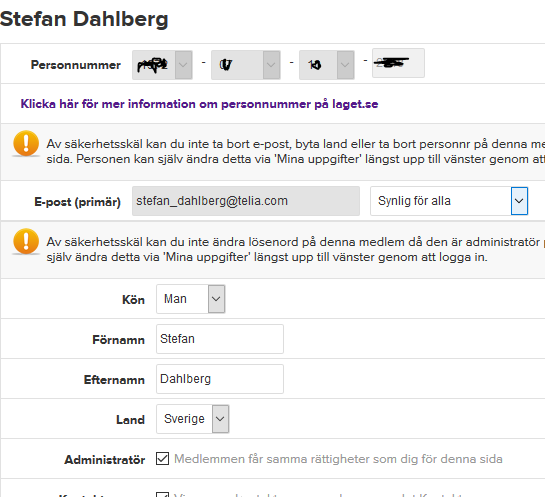 Stefan Dahlberg
Personnummer - - -
Klicka här för mer information om personnummer på laget.se
Av säkerhetsskäl kan du inte ta bort e-post, byta land eller ta bort personnr på denna me
sida. Personen kan själv ändra detta via 'Mina uppgifter' längst upp till vänster genom att
E-post (primär) stefan_dahlberg@telia.com Synlig för alla
Av säkerhetsskäl kan du inte ändra lösenord på denna medlem då den är administratör p
själv ändra detta via 'Mina uppgifter' längst upp till vänster genom att logga in.
Kön Man
Förnamn Stefan
Efternamn Dahlberg
Land Sverige
Administratör Medlemmen får samma rättigheter som dig för denna sida